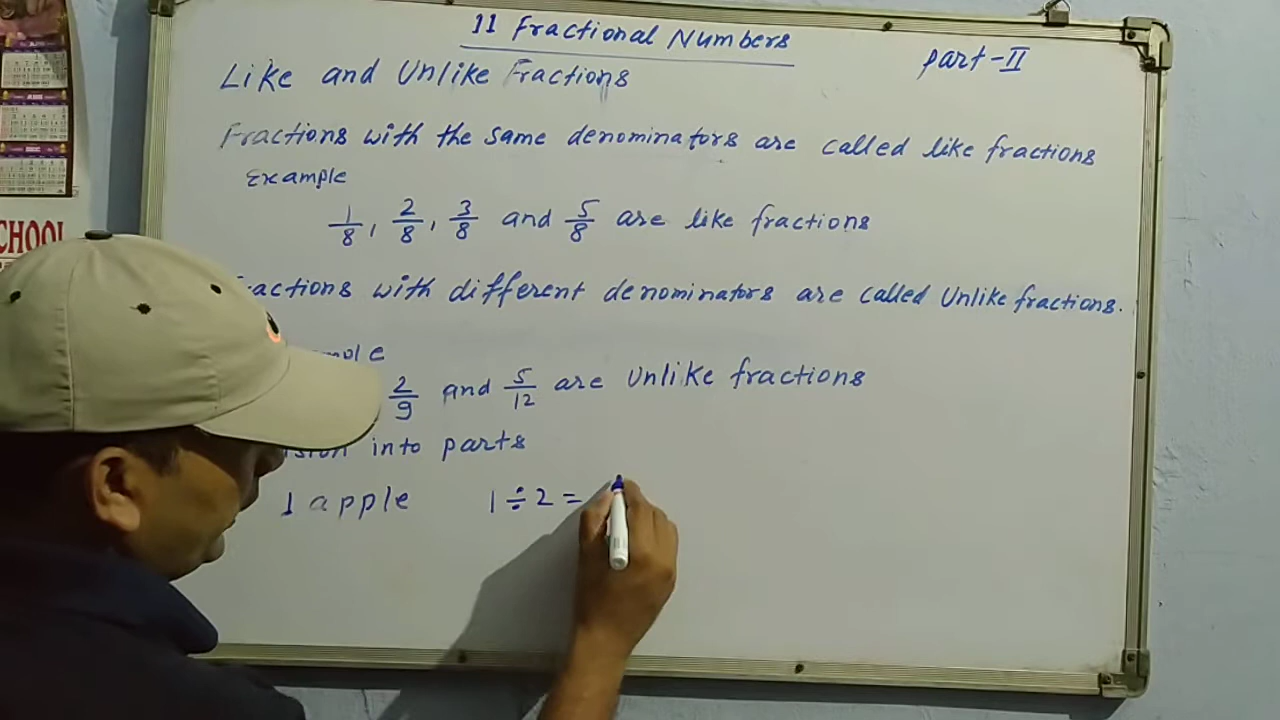 11 Fractional Numbers
part-II
Like and Unlike Fractions
Fractions with the same denominators are called like fractions
Example
1/8, 2/8, 3/8 and 5/8 are like fractions
actions with different denominators are called Unlike fractions.
2/9 and 5/12 are Unlike fractions
into parts
1 apple 1÷2=
SCHOOL